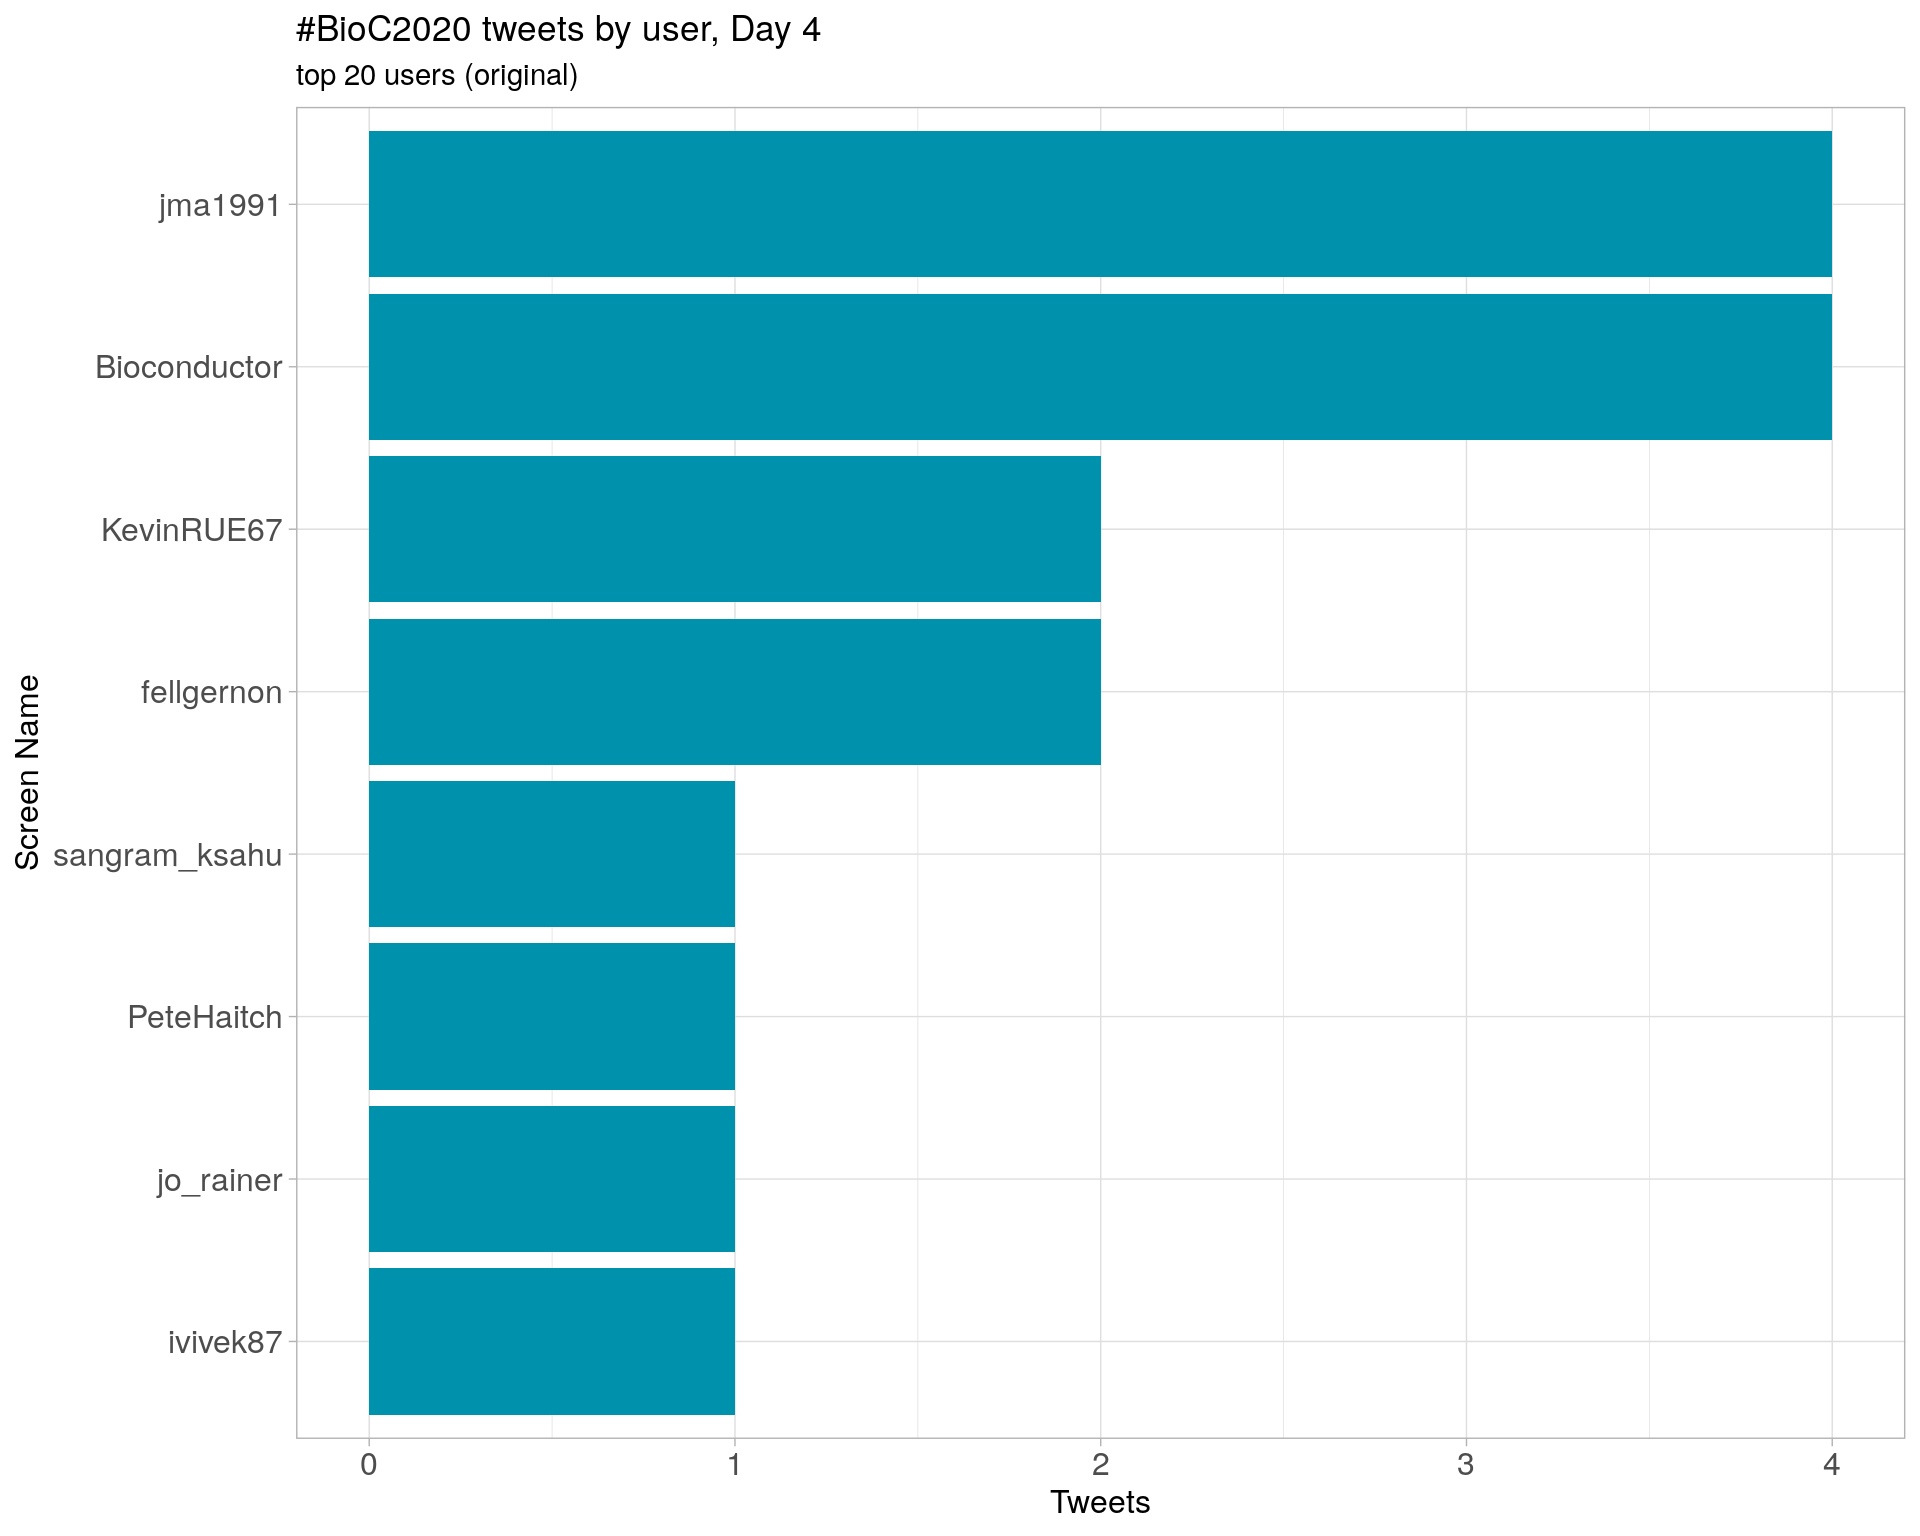 #BioC2020 tweets by user, Day 4
top 20 users (original)
jma1991
Bioconductor
KevinRUE67
fellgernon
sangram_ksahu
PeteHaitch
jo_rainer
ivivek87
Screen Name
0 1 2 3 4
Tweets